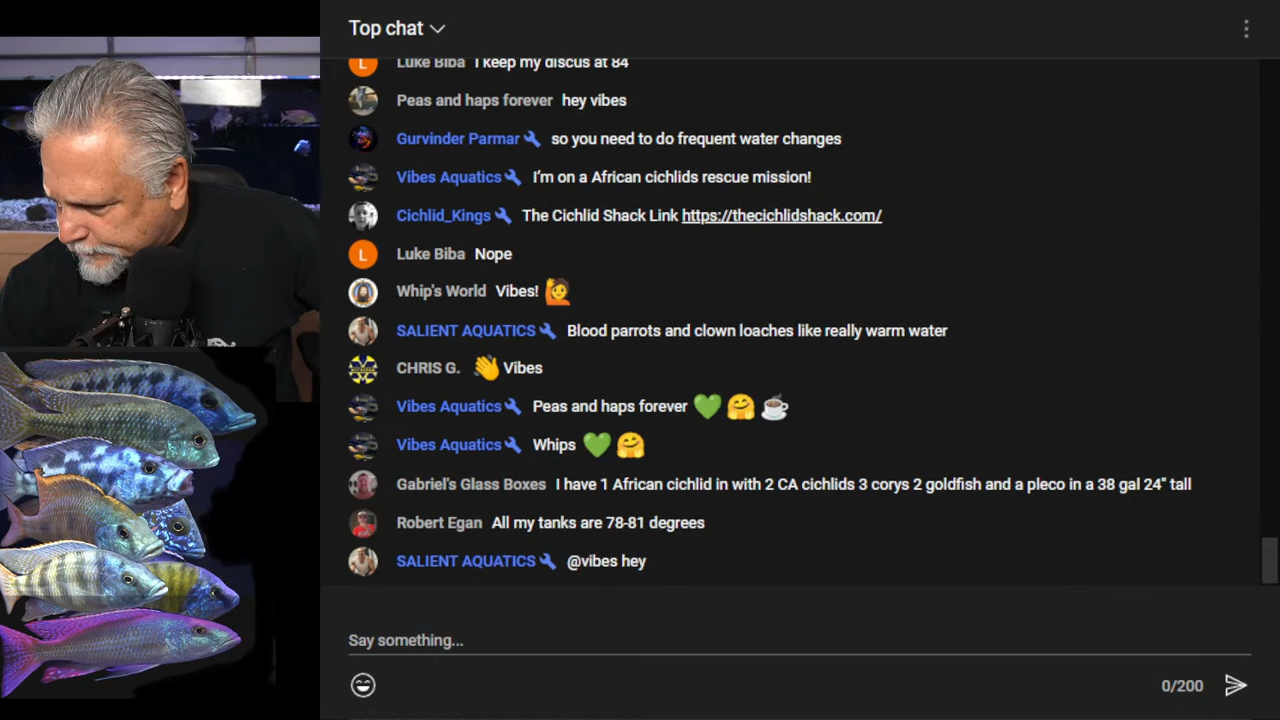 Top chat
Luke Biba I keep my discus at 84
Peas and haps forever hey vibes
Gurvinder Parmar so you need to do frequent water changes
Vibes Aquatics I'm on a African cichlids rescue mission!
Cichlid_Kings The Cichlid Shack Link https://thecichlidshack.com/
Luke Biba Nope
Whip's World Vibes! 🙋
SALIENT AQUATICS Blood parrots and clown loaches like really warm water
CHRIS G. 👋 Vibes
Vibes Aquatics Peas and haps forever 💚 🤗 ☕
Vibes Aquatics Whips 💚 🤗
Gabriel's Glass Boxes I have 1 African cichlid in with 2 CA cichlids 3 corys 2 goldfish and a pleco in a 38 gal 24" tall
Robert Egan All my tanks are 78-81 degrees
SALIENT AQUATICS @vibes hey
Say something...
0/200